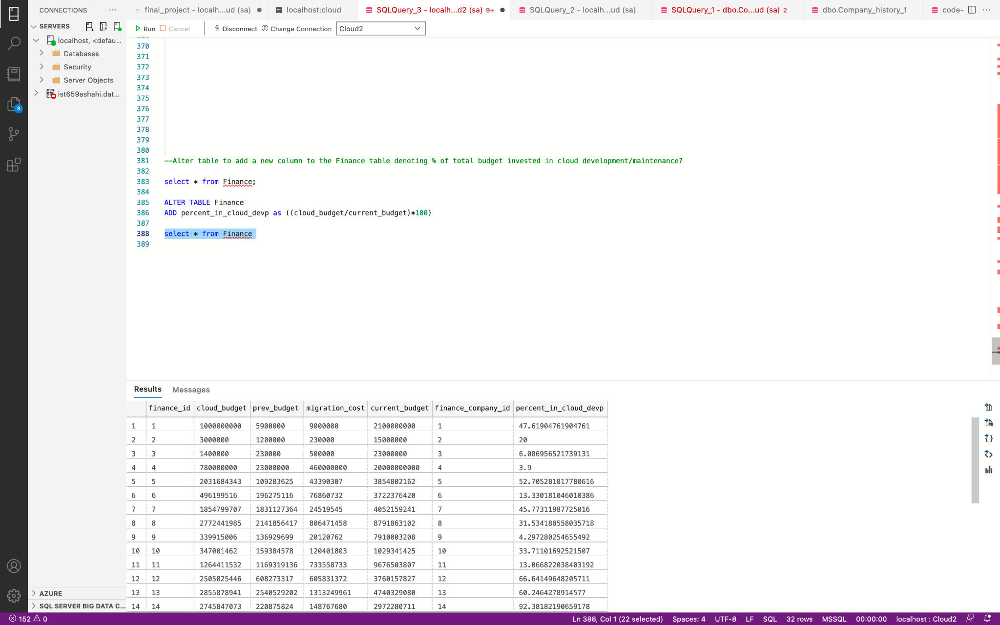 CONNECTIONS ···
final_project - localh...ud (sa) ●
localhost:cloud
SQLQuery_3 - localh...d2 (sa) 9+ ●
SQLQuery_2 - localh...ud (sa)
SQLQuery_1 - dbo.Co...ud (sa) 2
dbo.Company_history_1
code-
SERVERS
Run Cancel Disconnect Change Connection Cloud2
localhost, <defau...
Databases
Security
Server Objects
ist659ashahi.dat...
3
370
371
372
373
374
375
376
377
378
379
380
381 --Alter table to add a new column to the Finance table denoting % of total budget invested in cloud development/maintenance?
382
383 select * from Finance;
384
385 ALTER TABLE Finance
386 ADD percent_in_cloud_devp as ((cloud_budget/current_budget)*100)
387
388 select * from Finance
389
Results Messages
finance_id cloud_budget prev_budget migration_cost current_budget finance_company_id percent_in_cloud_devp
1 1 1000000000 5900000 9000000 2100000000 1 47.61904761904761
2 2 3000000 1200000 230000 15000000 2 20
3 3 1400000 230000 500000 23000000 3 6.086956521739131
4 4 780000000 23000000 460000000 20000000000 4 3.9
5 5 2031684343 109283625 43390307 3854802162 5 52.705281817780616
6 6 496199516 196275116 76860732 3722376420 6 13.330181046010386
7 7 1854799707 1831127364 24519545 4052159241 7 45.77311987725016
8 8 2772441985 2141856417 806471458 8791863102 8 31.534180558035718
9 9 339915006 136929699 20120762 7910003208 9 4.297280254655492
10 10 347001462 159384578 120401803 1029341425 10 33.71101692521507
11 11 1264411532 1169319136 733558733 9676503807 11 13.066822038403192
12 12 2505825446 608273317 605831372 3760157827 12 66.64149648205711
13 13 2855878941 2540529202 1313249961 4740329080 13 60.2464278914577
14 14 2745847073 220875824 148767680 2972280711 14 92.38182190659178
AZURE
SQL SERVER BIG DATA C...
152 0
Ln 388, Col 1 (22 selected) Spaces: 4 UTF-8 LF SQL 32 rows MSSQL 00:00:00 localhost : Cloud2